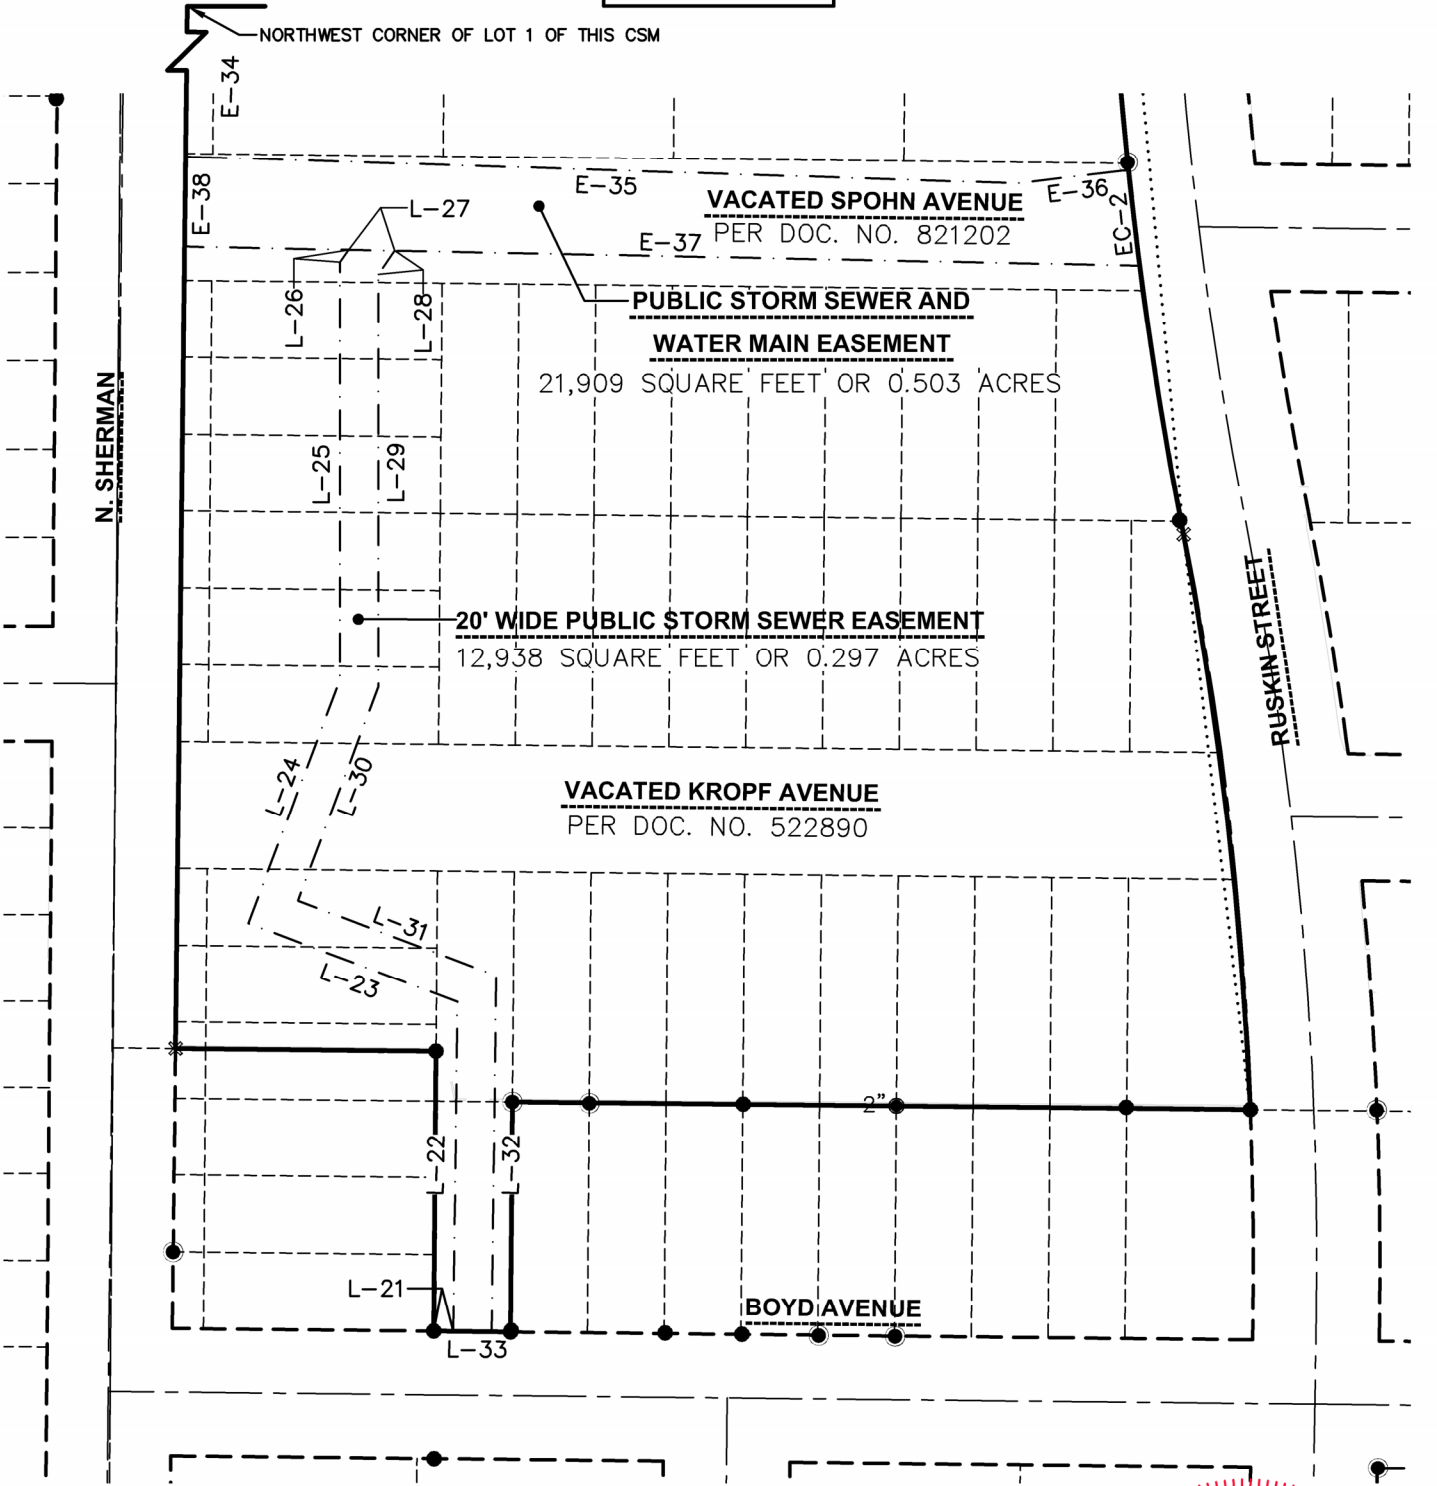 NORTHWEST CORNER OF LOT 1 OF THIS CSM
E-34
E-38
E-35
E-36
EC-2
VACATED SPOHN AVENUE
PER DOC. NO. 821202
L-27
E-37
L-26
L-28
PUBLIC STORM SEWER AND
WATER MAIN EASEMENT
21,909 SQUARE FEET OR 0.503 ACRES
N. SHERMAN
L-25
L-29
20' WIDE PUBLIC STORM SEWER EASEMENT
12,938 SQUARE FEET OR 0.297 ACRES
RUSKIN STREET
L-24
L-30
VACATED KROPF AVENUE
PER DOC. NO. 522890
L-31
L-23
2"
L-22
L-32
L-21
BOYD AVENUE
L-33